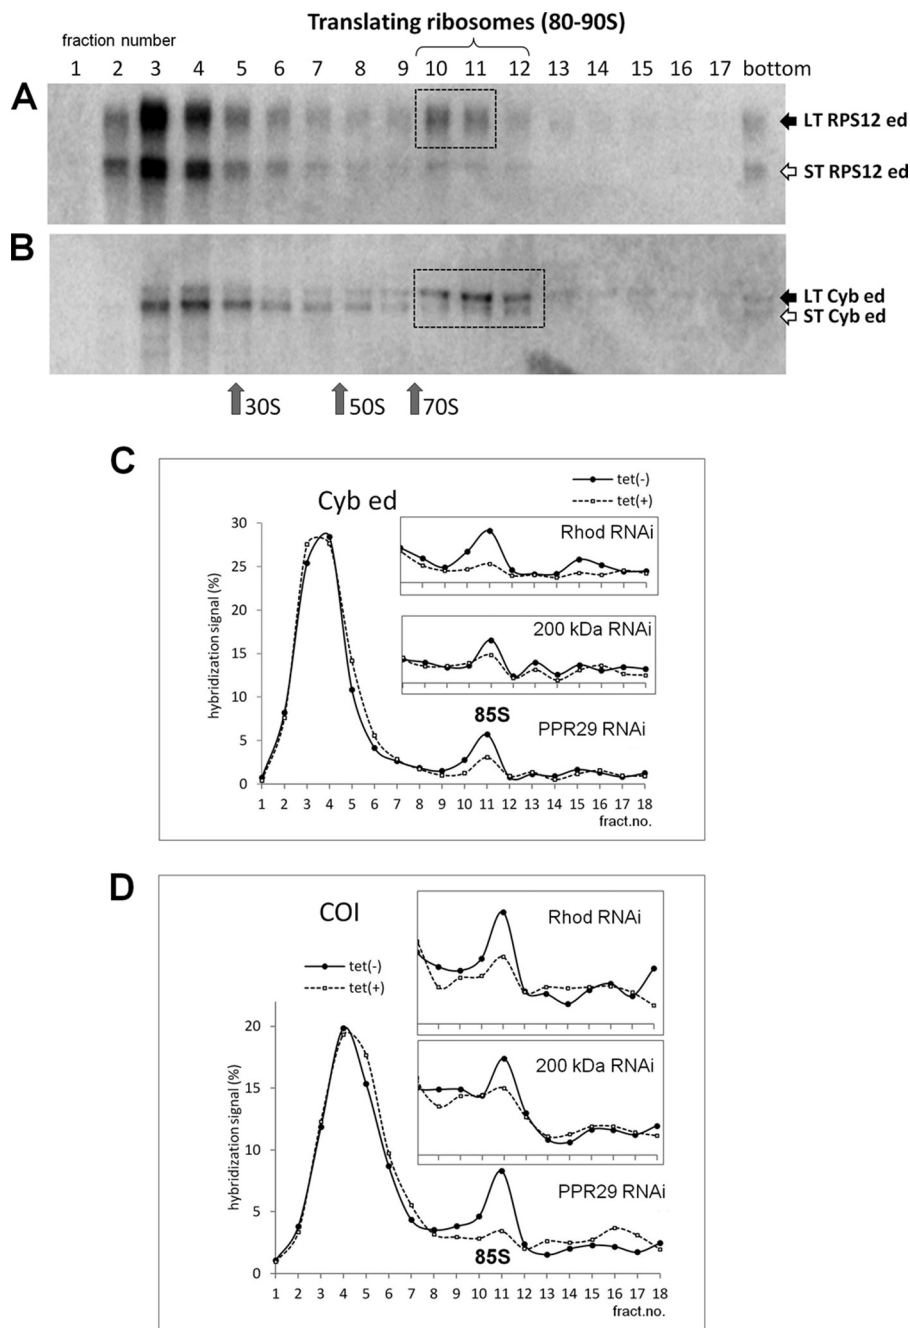 Translating ribosomes (80-90S)
fraction number
1 2 3 4 5 6 7 8 9 10 11 12 13 14 15 16 17 bottom
A
LT RPS12 ed
ST RPS12 ed
B
LT Cyb ed
ST Cyb ed
30S 50S 70S
C
Cyb ed
tet(-)
tet(+)
Rhod RNAi
200 kDa RNAi
85S
PPR29 RNAi
hybridization signal (%)
30
25
20
15
10
5
0
1 2 3 4 5 6 7 8 9 10 11 12 13 14 15 16 17 18
fract.no.
D
COI
tet(-)
tet(+)
Rhod RNAi
200 kDa RNAi
PPR29 RNAi
85S
hybridization signal (%)
20
15
10
5
0
1 2 3 4 5 6 7 8 9 10 11 12 13 14 15 16 17 18
fract.no.